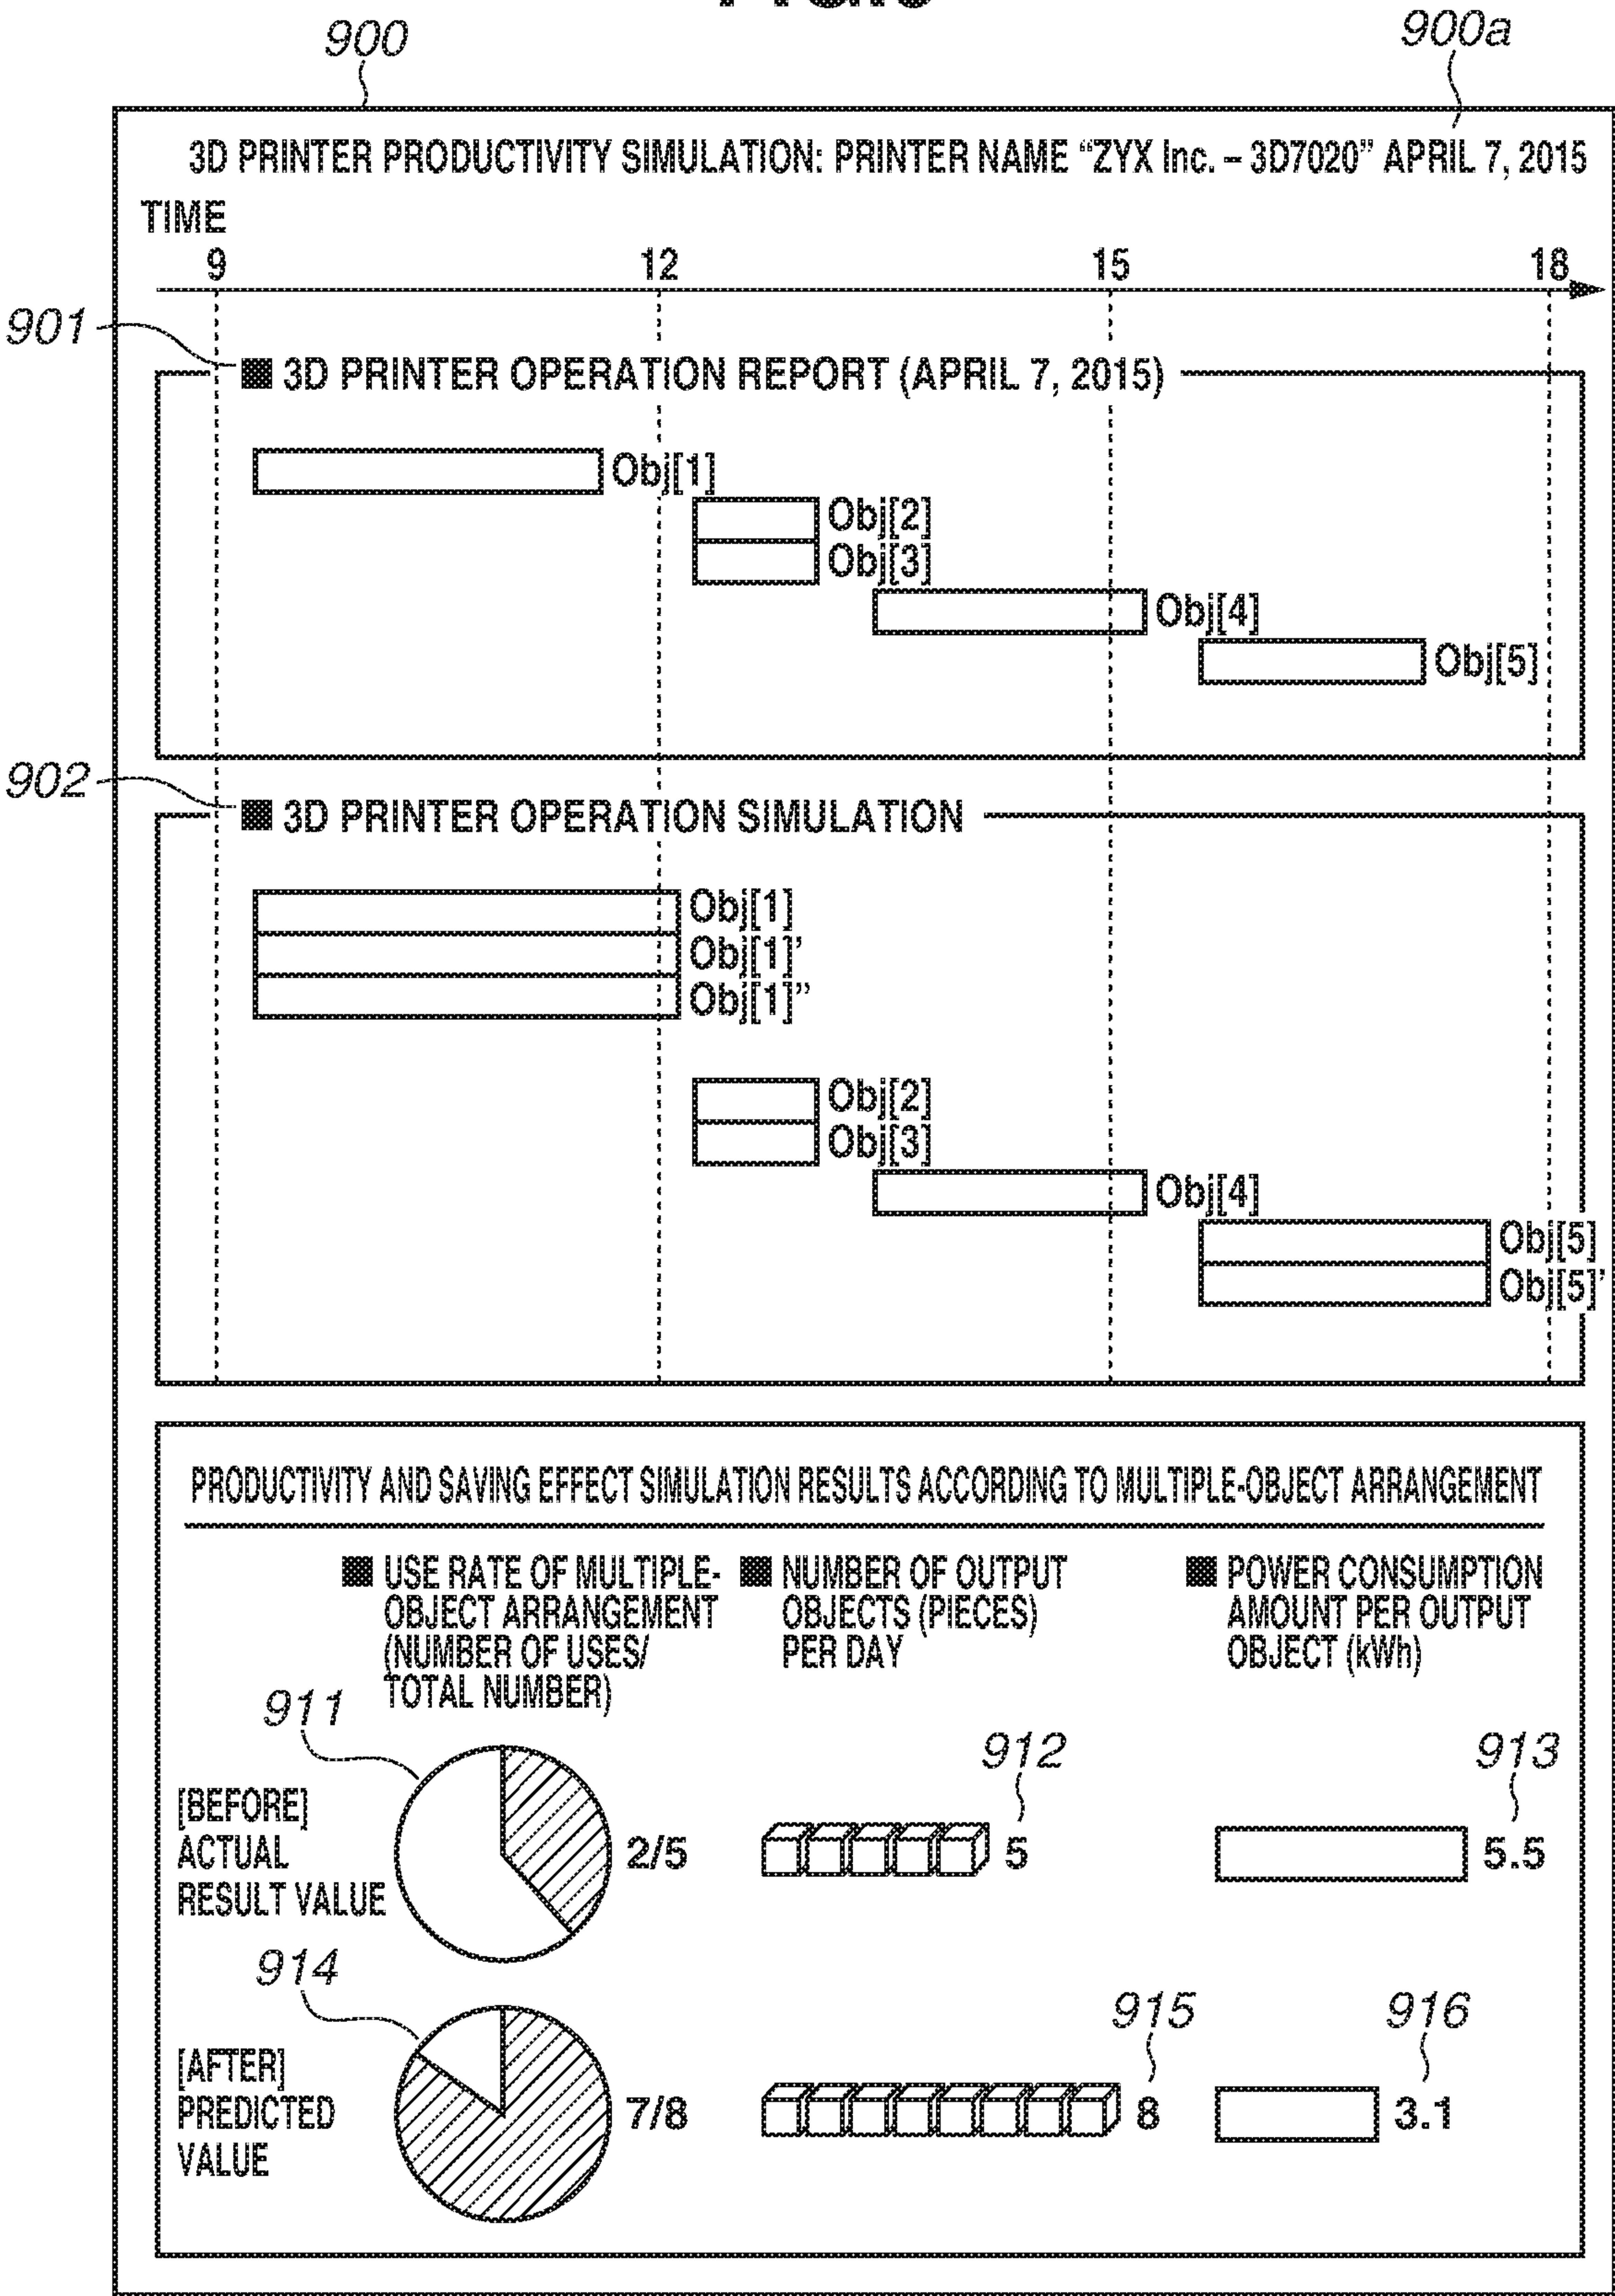 900
900a
3D PRINTER PRODUCTIVITY SIMULATION: PRINTER NAME “ZYX Inc. – 3D7020” APRIL 7, 2015
TIME
9 12 15 18
901
■ 3D PRINTER OPERATION REPORT (APRIL 7, 2015)
Obj[1]
Obj[2]
Obj[3]
Obj[4]
Obj[5]
902
■ 3D PRINTER OPERATION SIMULATION
Obj[1]
Obj[1]’
Obj[1]”
Obj[2]
Obj[3]
Obj[4]
Obj[5]
Obj[5]’
PRODUCTIVITY AND SAVING EFFECT SIMULATION RESULTS ACCORDING TO MULTIPLE-OBJECT ARRANGEMENT
■ USE RATE OF MULTIPLE-
OBJECT ARRANGEMENT
(NUMBER OF USES/
TOTAL NUMBER)
■ NUMBER OF OUTPUT
OBJECTS (PIECES)
PER DAY
■ POWER CONSUMPTION
AMOUNT PER OUTPUT
OBJECT (kWh)
911
912
913
[BEFORE]
ACTUAL
RESULT VALUE
2/5
5
5.5
914
915
916
[AFTER]
PREDICTED
VALUE
7/8
8
3.1